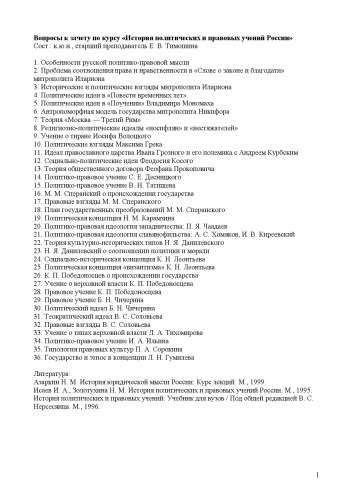 Вопросы к зачету по курсу «История политических и правовых учений России»
Сост.: к.ю.н., старший преподаватель Е. В. Тимошина
1. Особенности русской политико-правовой мысли
2. Проблема соотношения права и нравственности в «Слове о законе и благодати»
митрополита Илариона
3. Исторические и политические взгляды митрополита Илариона
4. Политические идеи в «Повести временных лет»
5. Политические идеи в «Поучении» Владимира Мономаха
6. Антропоморфная модель государства митрополита Никифора
7. Теория «Москва — Третий Рим»
8. Религиозно-политические идеалы «иосифлян» и «нестяжателей»
9. Учение о тиране Иосифа Волоцкого
10. Политические взгляды Максима Грека
11. Идеал православного царства Ивана Грозного и его полемика с Андреем Курбским
12. Социально-политические идеи Феодосия Косого
13. Теория общественного договора Феофана Прокоповича
14. Политико-правовое учение С. Е. Десницкого
15. Политико-правовое учение В. Н. Татищева
16. М. М. Сперанский о происхождении государства
17. Правовые взгляды М. М. Сперанского
18. План государственных преобразований М. М. Сперанского
19. Политическая концепция Н. М. Карамзина
20. Политико-правовая идеология западничества: П. Я. Чаадаев
21. Политико-правовая идеология славянофильства: А. С. Хомяков, И. В. Киреевский
22. Теория культурно-исторических типов Н. Я. Данилевского
23. Н. Я. Данилевский о соотношении политики и морали
24. Социально-историческая концепция К. Н. Леонтьева
25. Политическая концепция «византизма» К. Н. Леонтьева
26. К. П. Победоносцев о происхождении государства
27. Учение о верховной власти К. П. Победоносцева
28. Правовое учение К. П. Победоносцева
29. Правовое учение Б. Н. Чичерина
30. Политический идеал Б. Н. Чичерина
31. Теократический идеал В. С. Соловьева
32. Правовые взгляды В. С. Соловьева
33. Учение о типах верховной власти Л. А. Тихомирова
34. Политико-правовое учение И. А. Ильина
35. Типология правовых культур П. А. Сорокина
36. Государство и этнос в концепции Л. Н. Гумилева
Литература:
Азаркин Н. М. История юридической мысли России: Курс лекций. М., 1999.
Исаев И. А., Золотухина Н. М. История политических и правовых учений России. М., 1995.
История политических и правовых учений: Учебник для вузов / Под общей редакцией В. С.
Нерсесянца. М., 1996.
1